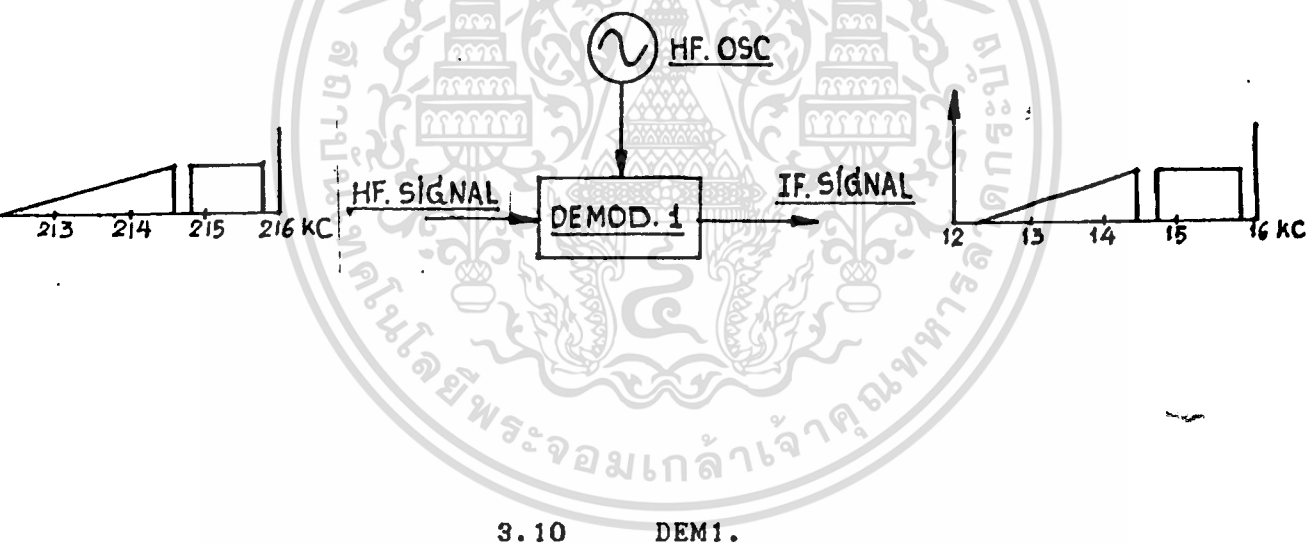 HF. OSC
213 214 215 216 KC
HF. SIGNAL
DEMOD. 1
IF. SIGNAL
12 13 14 15 16 KC
3.10 DEM1.